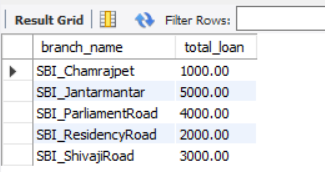 Result Grid Filter Rows:
branch_name total_loan
SBI_Chamrajpet 1000.00
SBI_Jantarmantar 5000.00
SBI_ParliamentRoad 4000.00
SBI_ResidencyRoad 2000.00
SBI_ShivajiRoad 3000.00